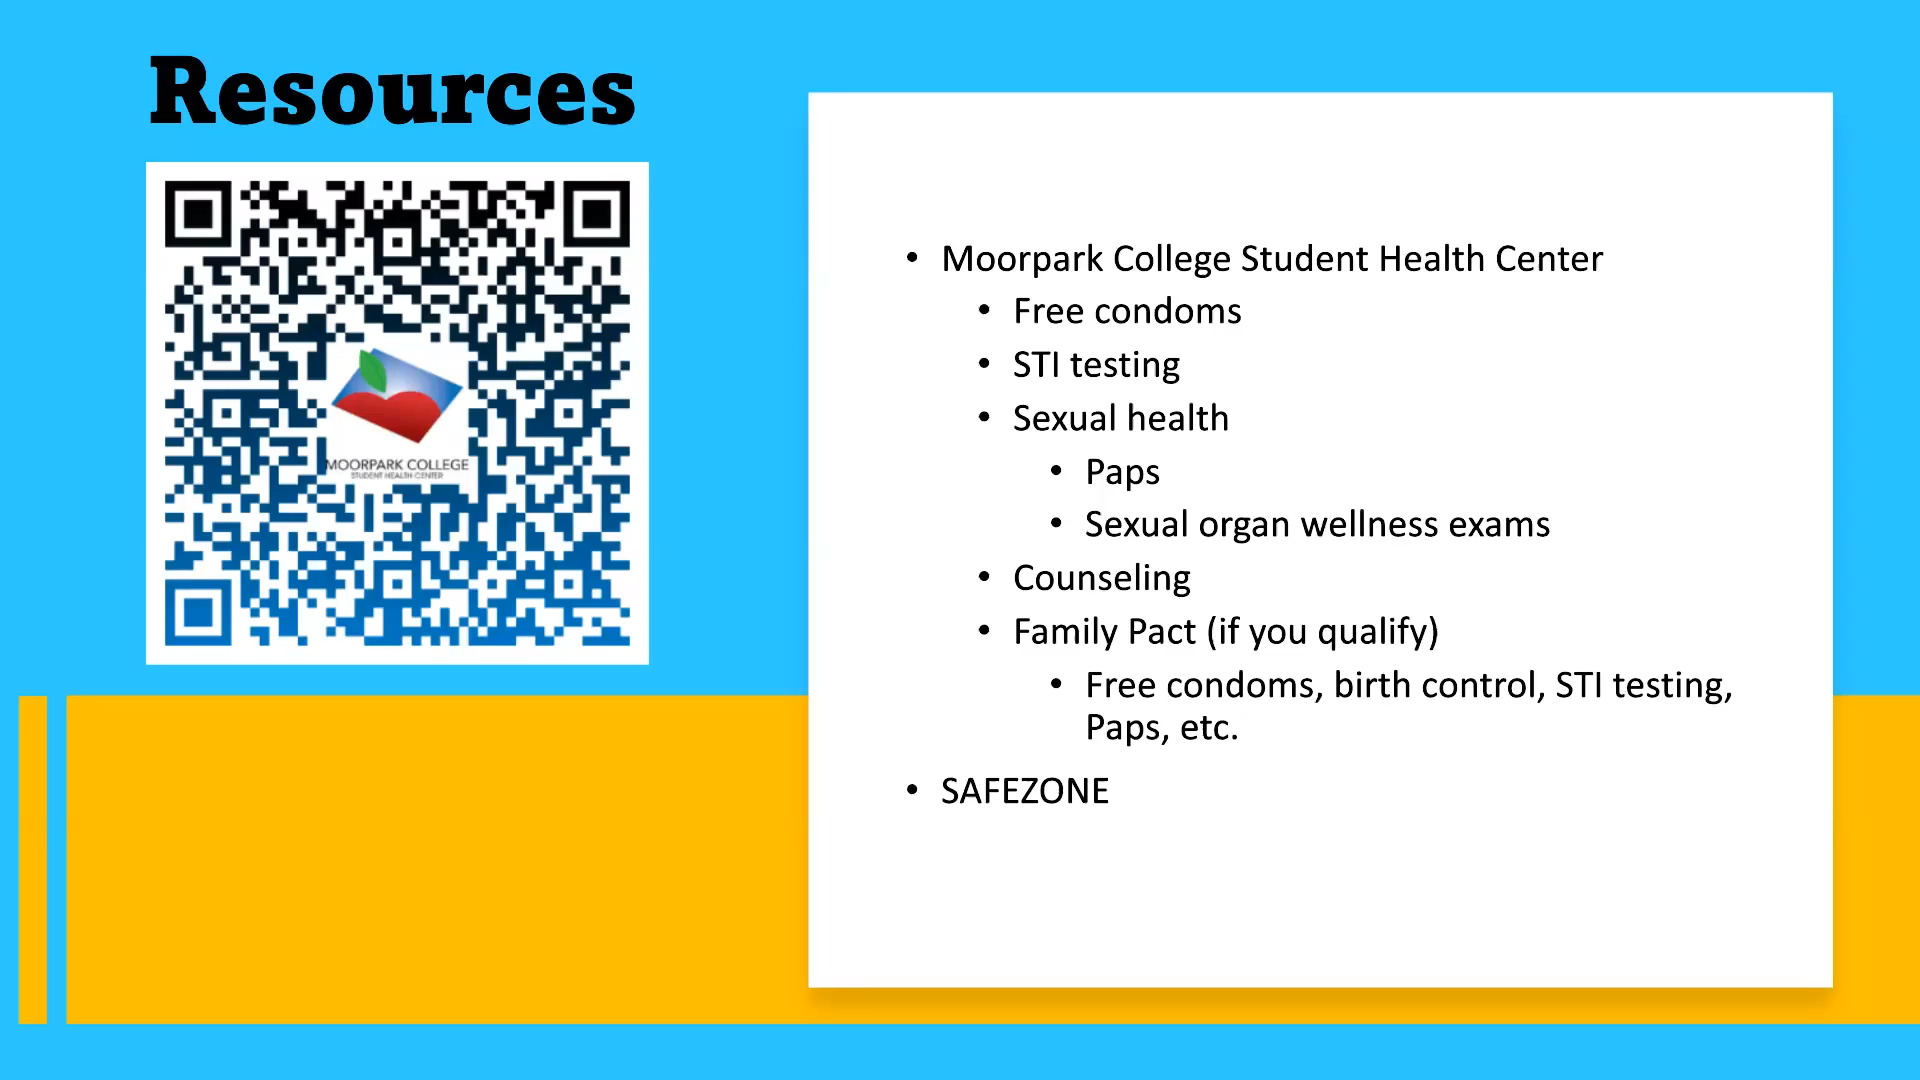 Resources
MOORPARK COLLEGE
STUDENT HEALTH CENTER
• Moorpark College Student Health Center
• Free condoms
• STI testing
• Sexual health
• Paps
• Sexual organ wellness exams
• Counseling
• Family Pact (if you qualify)
• Free condoms, birth control, STI testing,
Paps, etc.
• SAFEZONE